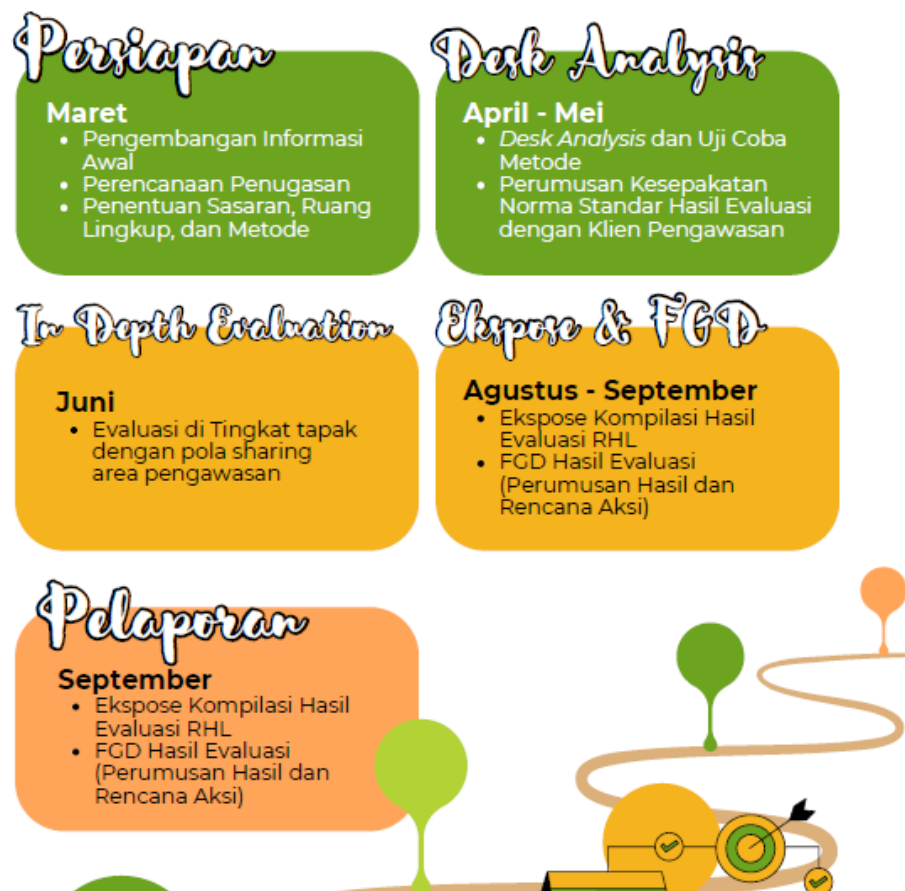 Persiapan
Maret
• Pengembangan Informasi
Awal
• Perencanaan Penugasan
• Penentuan Sasaran, Ruang
Lingkup, dan Metode
Desk Analysis
April - Mei
• Desk Analysis dan Uji Coba
Metode
• Perumusan Kesepakatan
Norma Standar Hasil Evaluasi
dengan Klien Pengawasan
In Depth Evaluation
Juni
• Evaluasi di Tingkat tapak
dengan pola sharing
area pengawasan
Ekspose & FGD
Agustus - September
• Ekspose Kompilasi Hasil
Evaluasi RHL
• FGD Hasil Evaluasi
(Perumusan Hasil dan
Rencana Aksi)
Pelaporan
September
• Ekspose Kompilasi Hasil
Evaluasi RHL
• FGD Hasil Evaluasi
(Perumusan Hasil dan
Rencana Aksi)